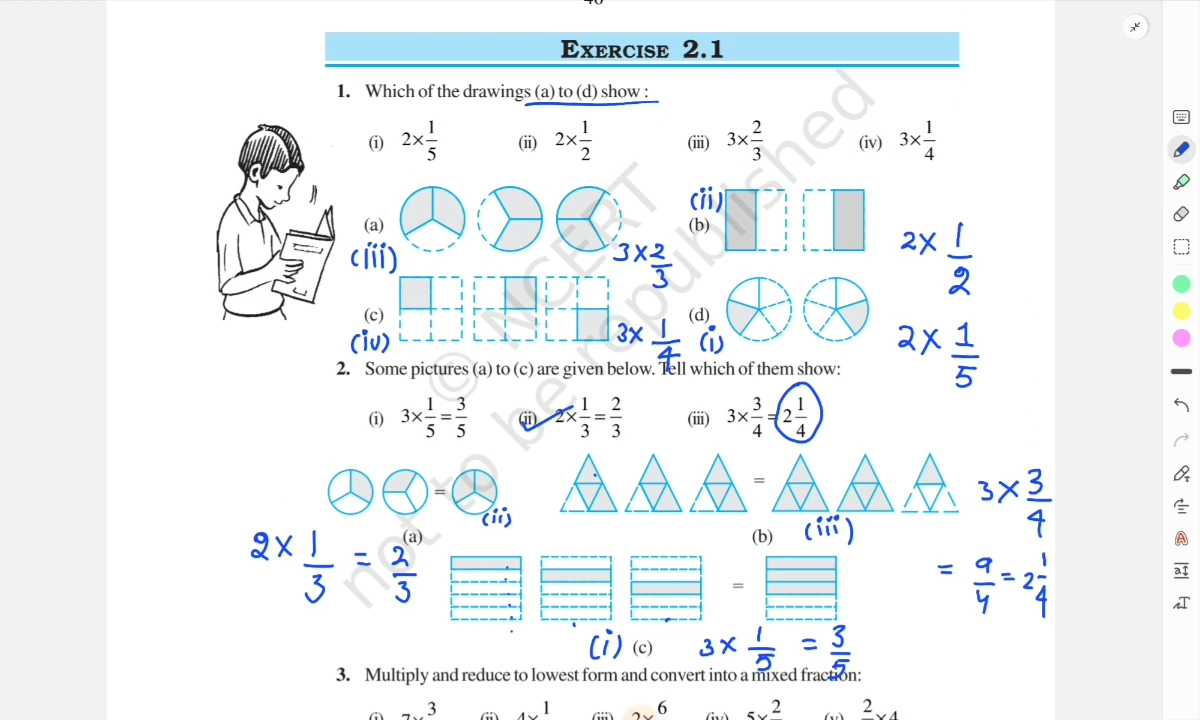 EXERCISE 2.1
1. Which of the drawings (a) to (d) show :
(i) 2×1/5 (ii) 2×1/2 (iii) 3×2/3 (iv) 3×1/4
(a) (iii) 3×2/3
(b) (ii) 2×1/2
(c) (iv) 3×1/4
(d) (i) 2×1/5
2. Some pictures (a) to (c) are given below. Tell which of them show:
(i) 3×1/5=3/5 (ii) 2×1/3=2/3 (iii) 3×3/4=2 1/4
= (ii)
(a)
2×1/3 = 2/3
= (iii)
(b)
3×3/4
= 9/4 = 2 1/4
=
(i) (c) 3×1/5 = 3/5
3. Multiply and reduce to lowest form and convert into a mixed fraction:
© NCERT
not to be republished